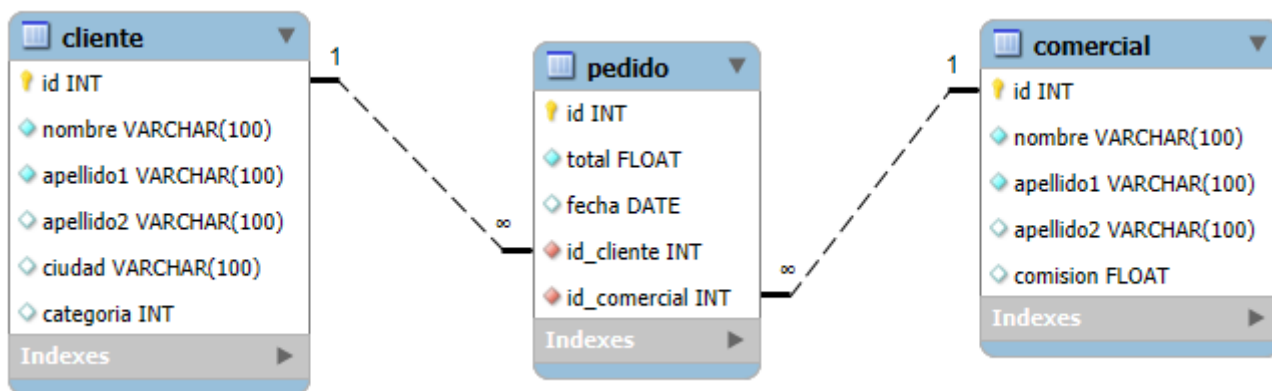 cliente
id INT
nombre VARCHAR(100)
apellido1 VARCHAR(100)
apellido2 VARCHAR(100)
ciudad VARCHAR(100)
categoria INT
Indexes
1
∞
pedido
id INT
total FLOAT
fecha DATE
id_cliente INT
id_comercial INT
Indexes
∞
1
comercial
id INT
nombre VARCHAR(100)
apellido1 VARCHAR(100)
apellido2 VARCHAR(100)
comision FLOAT
Indexes